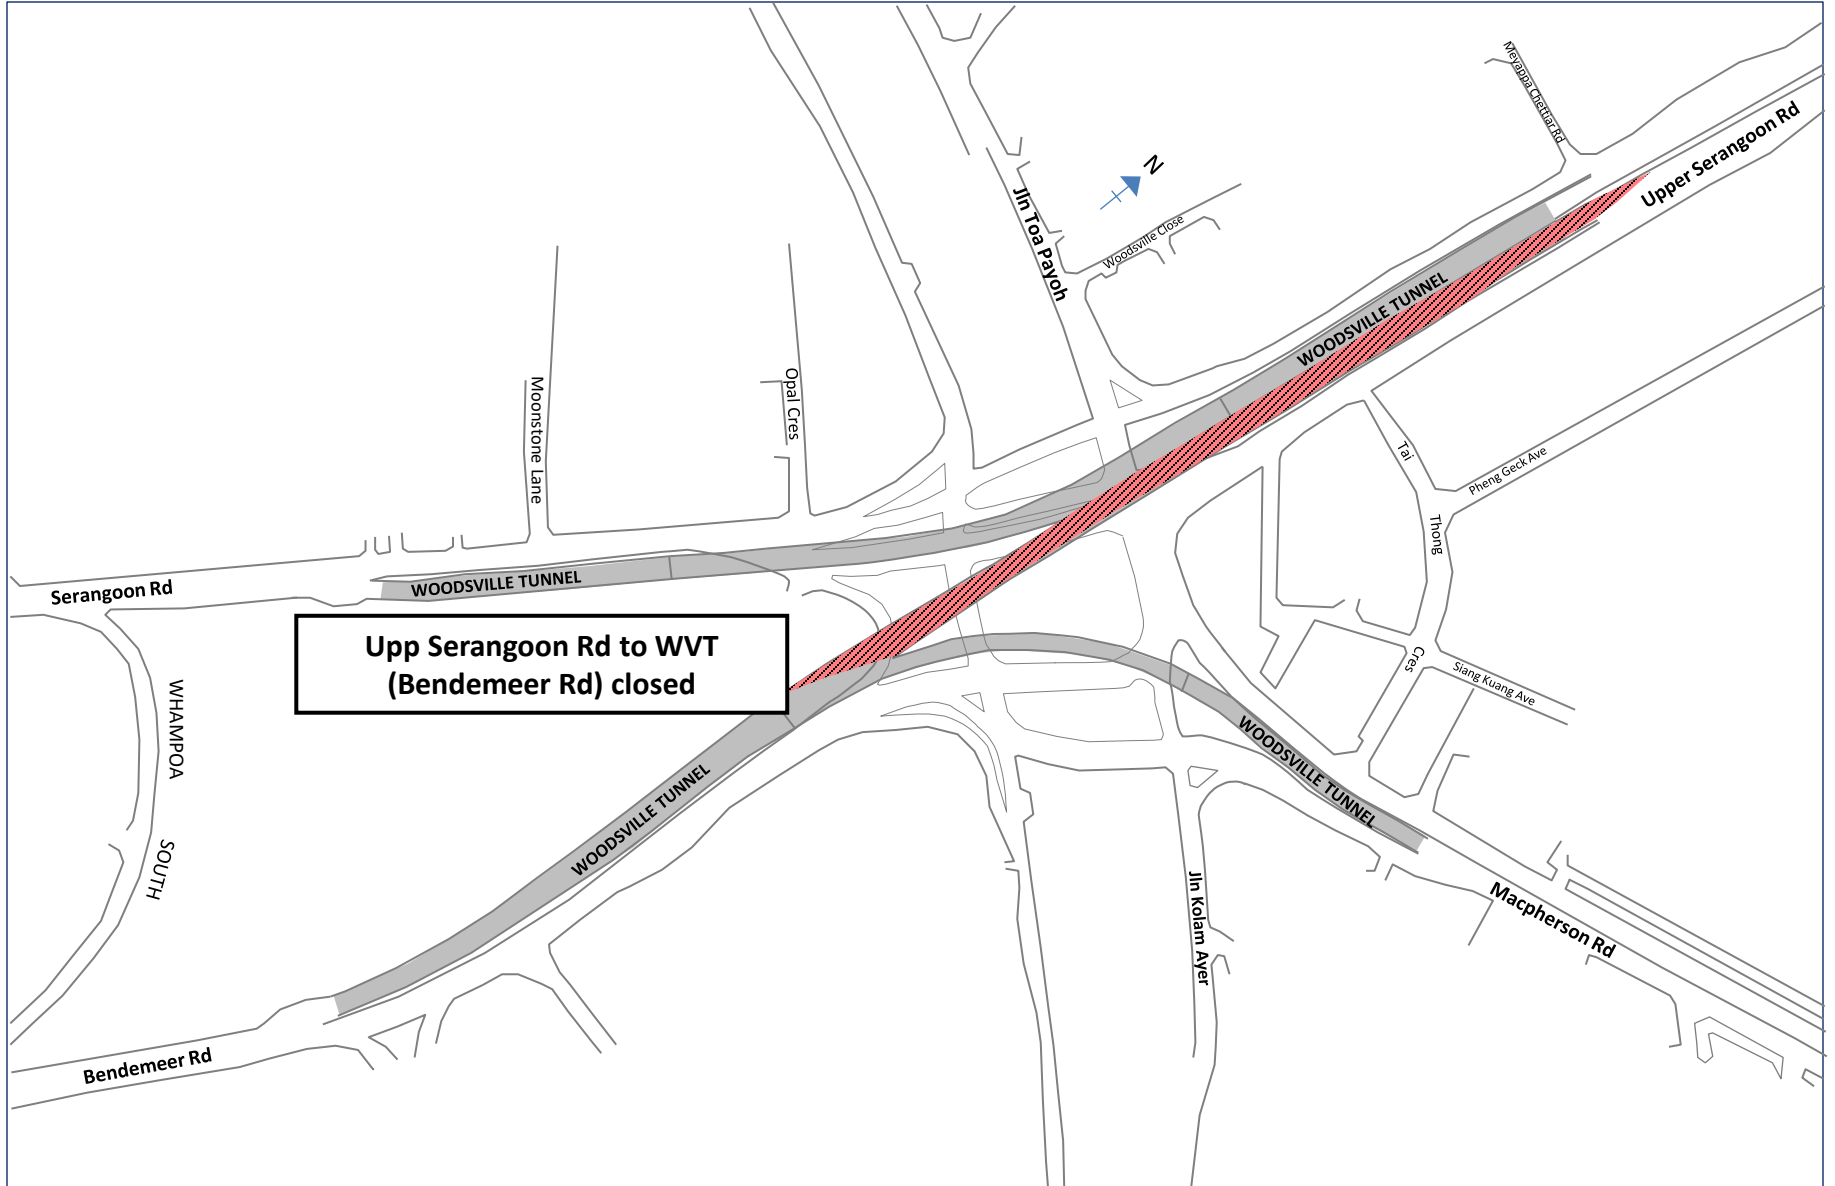 Meyappa Chettiar Rd
Upper Serangoon Rd
N
Jln Toa Payoh
Woodsville Close
WOODSVILLE TUNNEL
Moonstone Lane
Opal Cres
Tai
Thong
Cres
Pheng Geck Ave
Siang Kuang Ave
Serangoon Rd
WOODSVILLE TUNNEL
Upp Serangoon Rd to WVT
(Bendemeer Rd) closed
WHAMPOA
SOUTH
WOODSVILLE TUNNEL
WOODSVILLE TUNNEL
Jln Kolam Ayer
Macpherson Rd
Bendemeer Rd